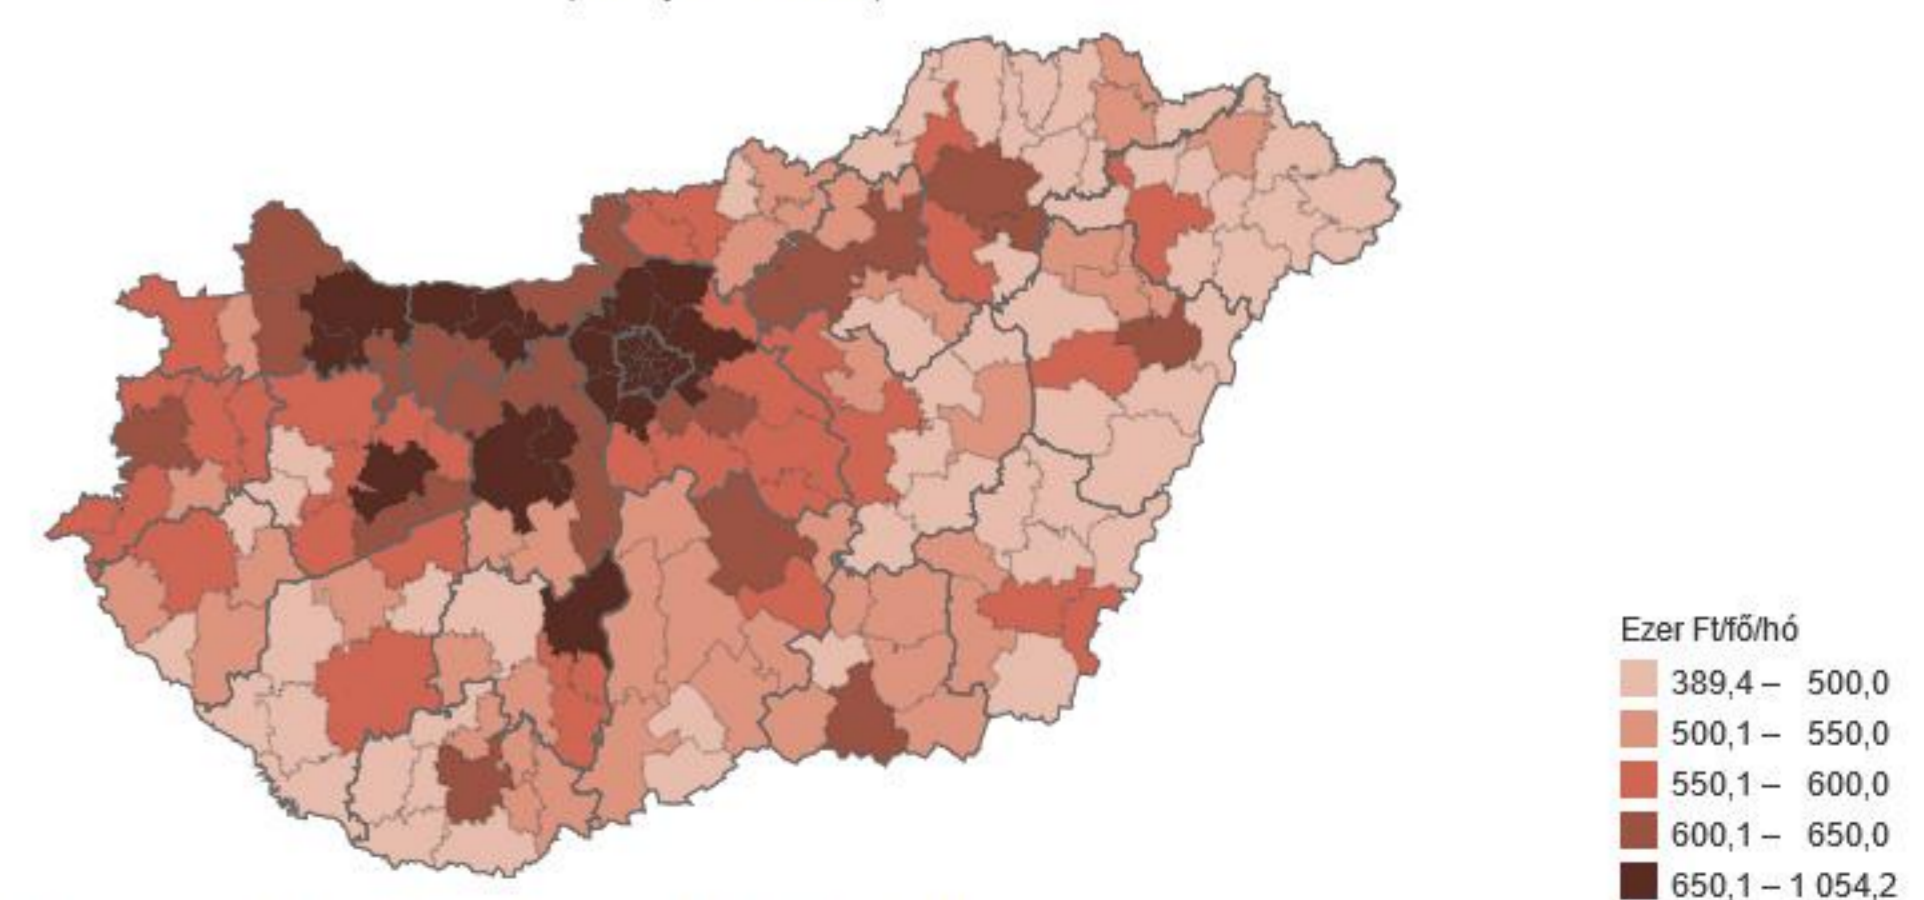 Ezer Ft/fő/hó
389,4 – 500,0
500,1 – 550,0
550,1 – 600,0
600,1 – 650,0
650,1 – 1 054,2